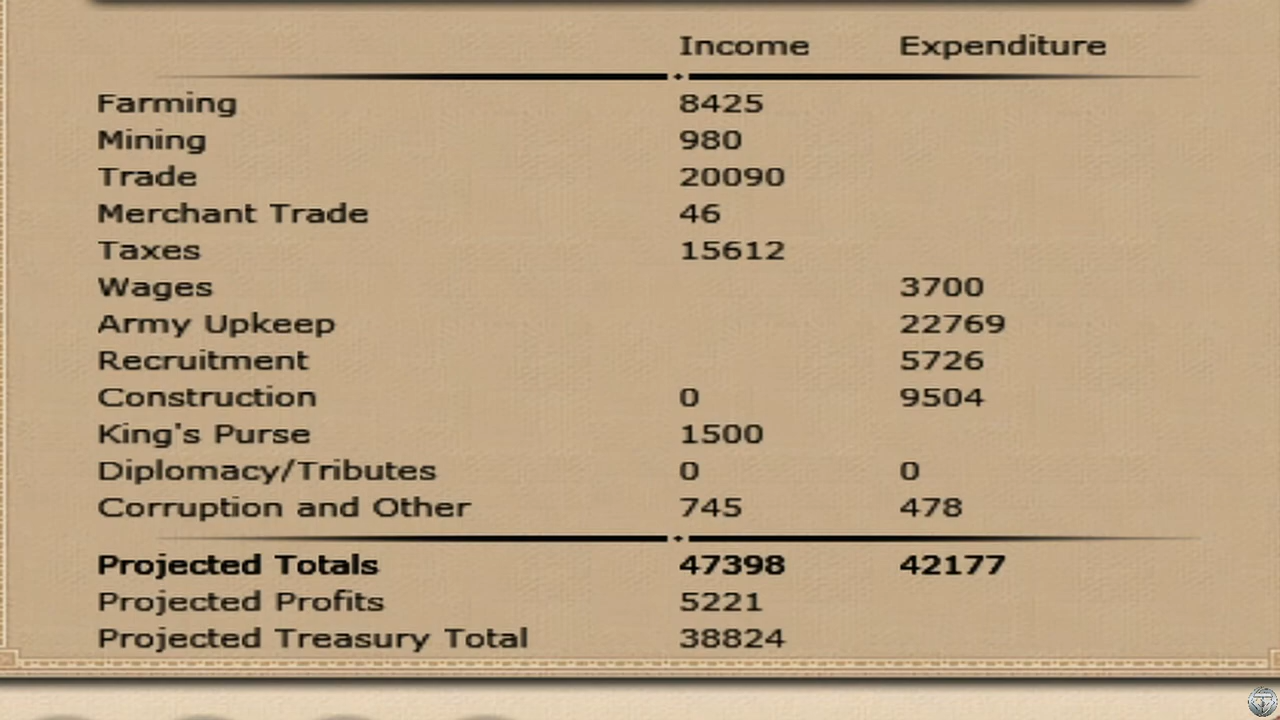 Income Expenditure
Farming 8425
Mining 980
Trade 20090
Merchant Trade 46
Taxes 15612
Wages 3700
Army Upkeep 22769
Recruitment 5726
Construction 0 9504
King's Purse 1500
Diplomacy/Tributes 0 0
Corruption and Other 745 478
Projected Totals 47398 42177
Projected Profits 5221
Projected Treasury Total 38824